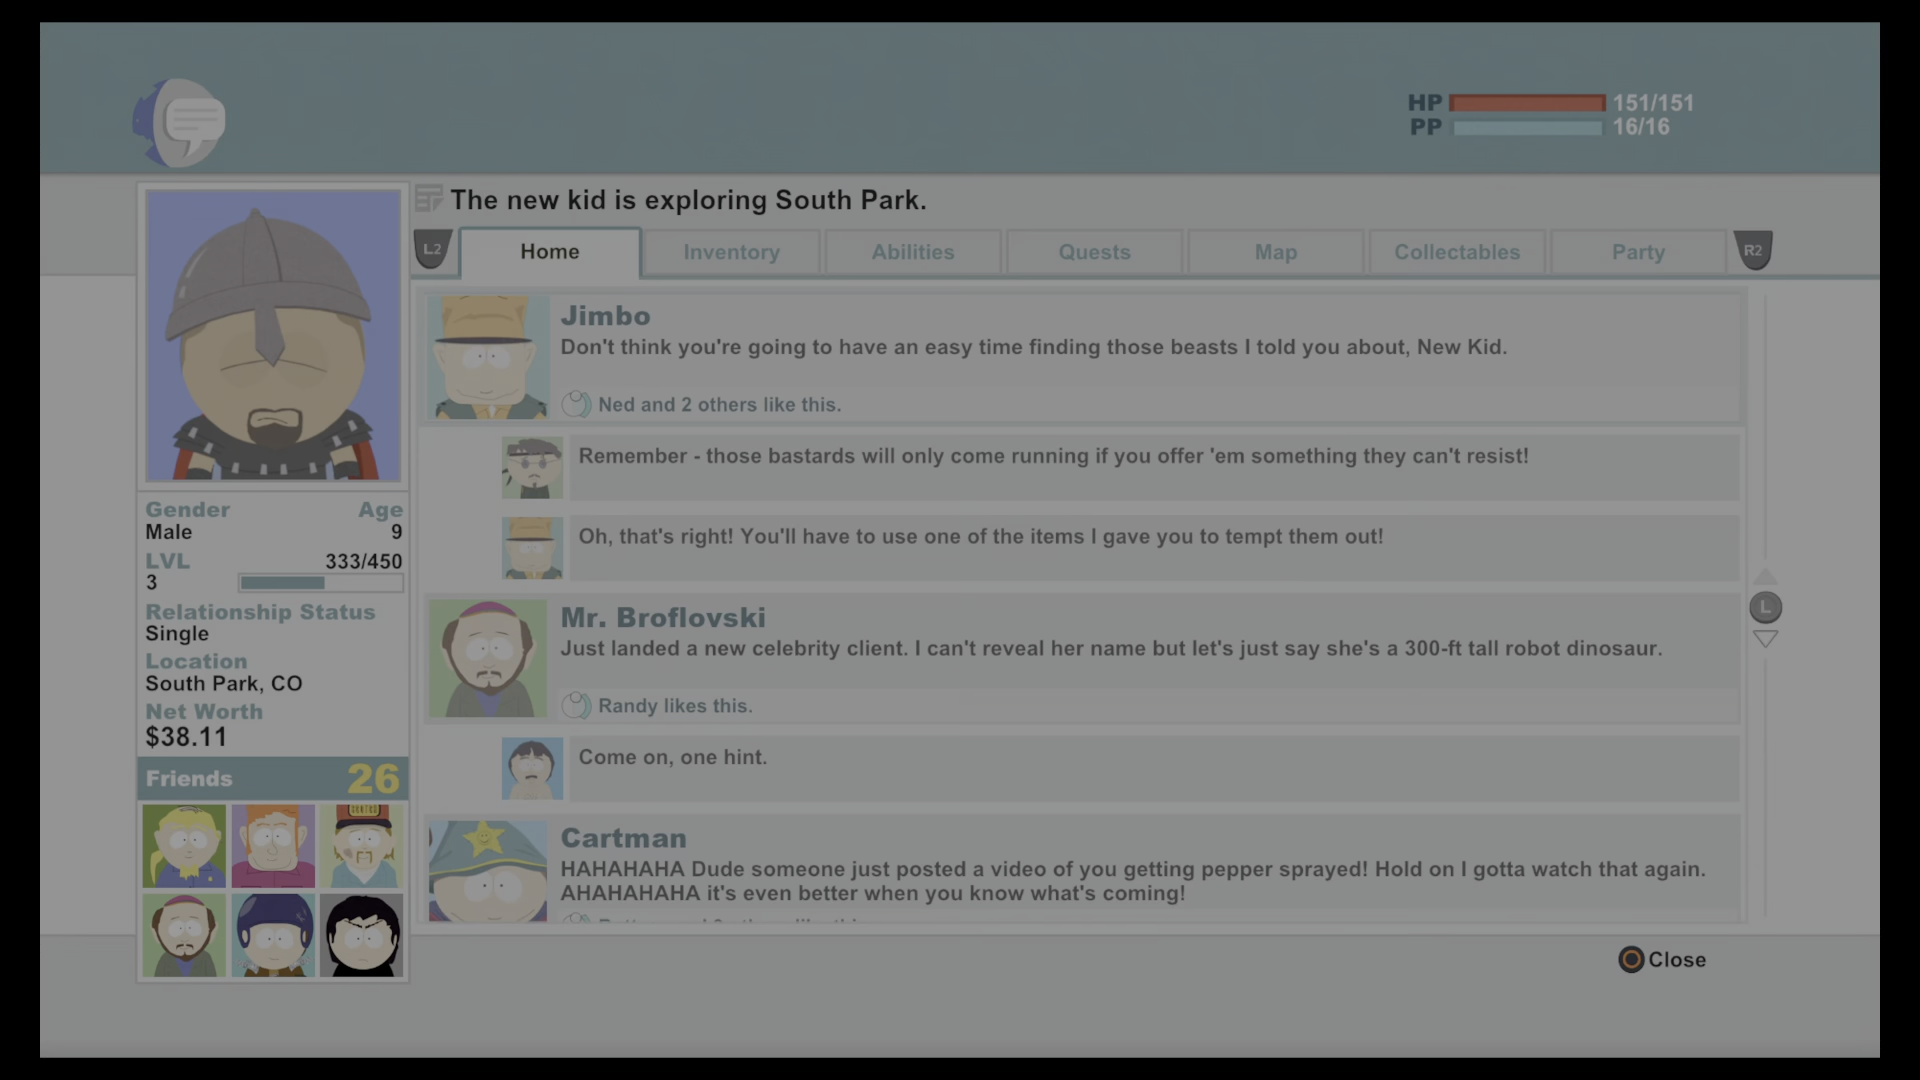 HP 151/151
PP 16/16
The new kid is exploring South Park.
L2 Home Inventory Abilities Quests Map Collectables Party R2
Jimbo
Don't think you're going to have an easy time finding those beasts I told you about, New Kid.
Ned and 2 others like this.
Remember - those bastards will only come running if you offer 'em something they can't resist!
Oh, that's right! You'll have to use one of the items I gave you to tempt them out!
Mr. Broflovski
Just landed a new celebrity client. I can't reveal her name but let's just say she's a 300-ft tall robot dinosaur.
Randy likes this.
Come on, one hint.
Cartman
HAHAHAHA Dude someone just posted a video of you getting pepper sprayed! Hold on I gotta watch that again.
AHAHAHAHA it's even better when you know what's coming!
L
Gender Age
Male 9
LVL 333/450
3
Relationship Status
Single
Location
South Park, CO
Net Worth
$38.11
Friends 26
Close